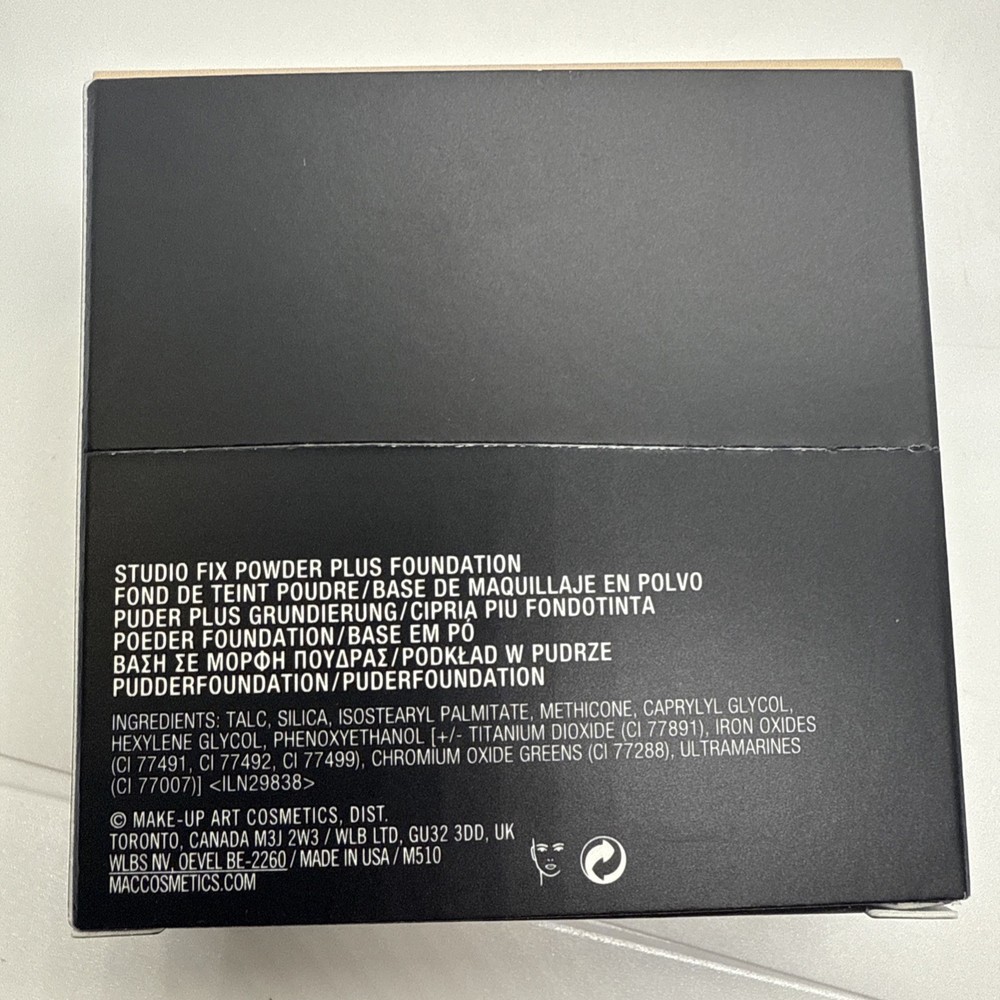 STUDIO FIX POWDER PLUS FOUNDATION
FOND DE TEINT POUDRE/BASE DE MAQUILLAJE EN POLVO
PUDER PLUS GRUNDIERUNG/CIPRIA PIU FONDOTINTA
POEDER FOUNDATION/BASE EM PÓ
ΒΑΣΗ ΣΕ ΜΟΡΦΗ ΠΟΥΔΡΑΣ/PODKŁAD W PUDRZE
PUDDERFOUNDATION/PUDERFOUNDATION
INGREDIENTS: TALC, SILICA, ISOSTEARYL PALMITATE, METHICONE, CAPRYLYL GLYCOL,
HEXYLENE GLYCOL, PHENOXYETHANOL [+/- TITANIUM DIOXIDE (CI 77891), IRON OXIDES
(CI 77491, CI 77492, CI 77499), CHROMIUM OXIDE GREENS (CI 77288), ULTRAMARINES
(CI 77007)] <ILN29838>
© MAKE-UP ART COSMETICS, DIST.
TORONTO, CANADA M3J 2W3 / WLB LTD, GU32 3DD, UK
WLBS NV, OEVEL BE-2260 / MADE IN USA / M510
MACCOSMETICS.COM